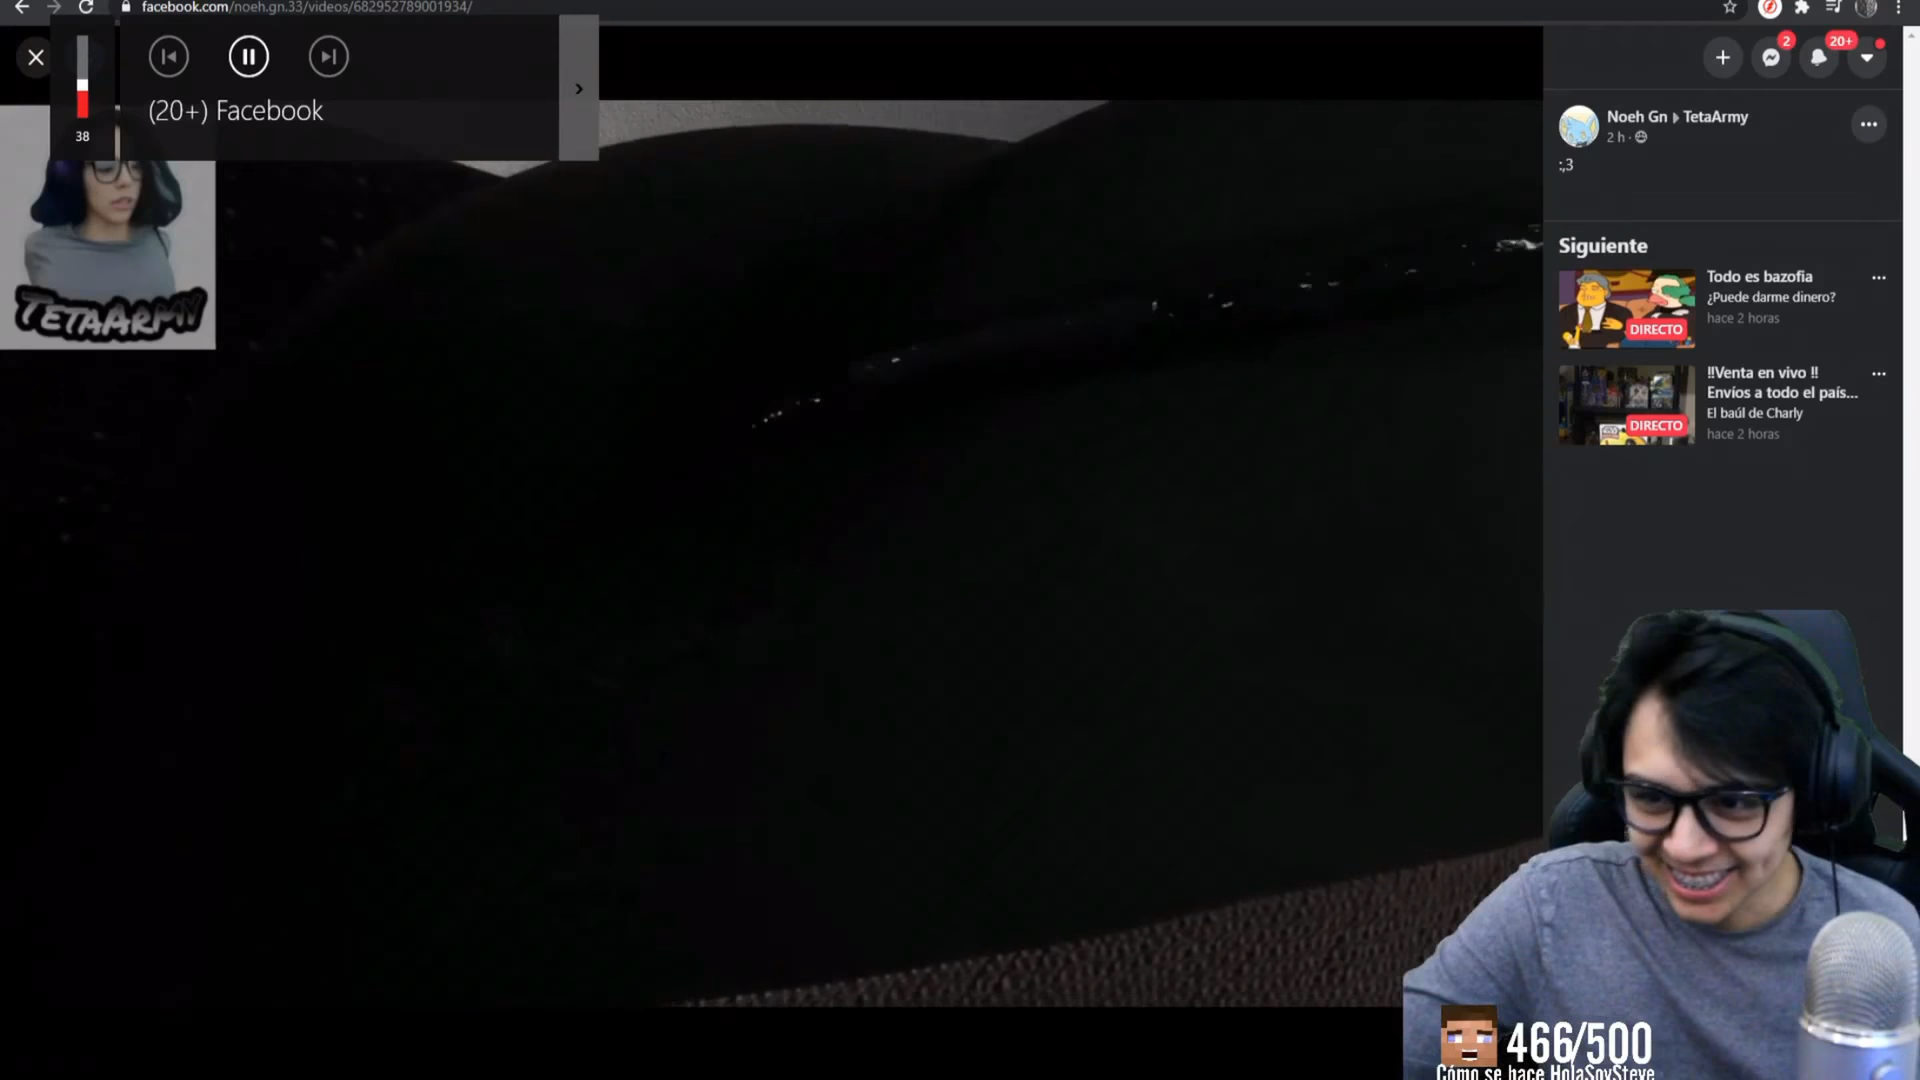 facebook.com/noeh.gn.33/videos/682952789001934/
38
(20+) Facebook
TETAARMY
2
20+
Noeh Gn ▸ TetaArmy
2 h ·
:,3
Siguiente
Todo es bazofia
¿Puede darme dinero?
hace 2 horas
DIRECTO
!!Venta en vivo !!
Envíos a todo el país...
El baúl de Charly
hace 2 horas
DIRECTO
466/500
Cómo se hace HolaSoySteve